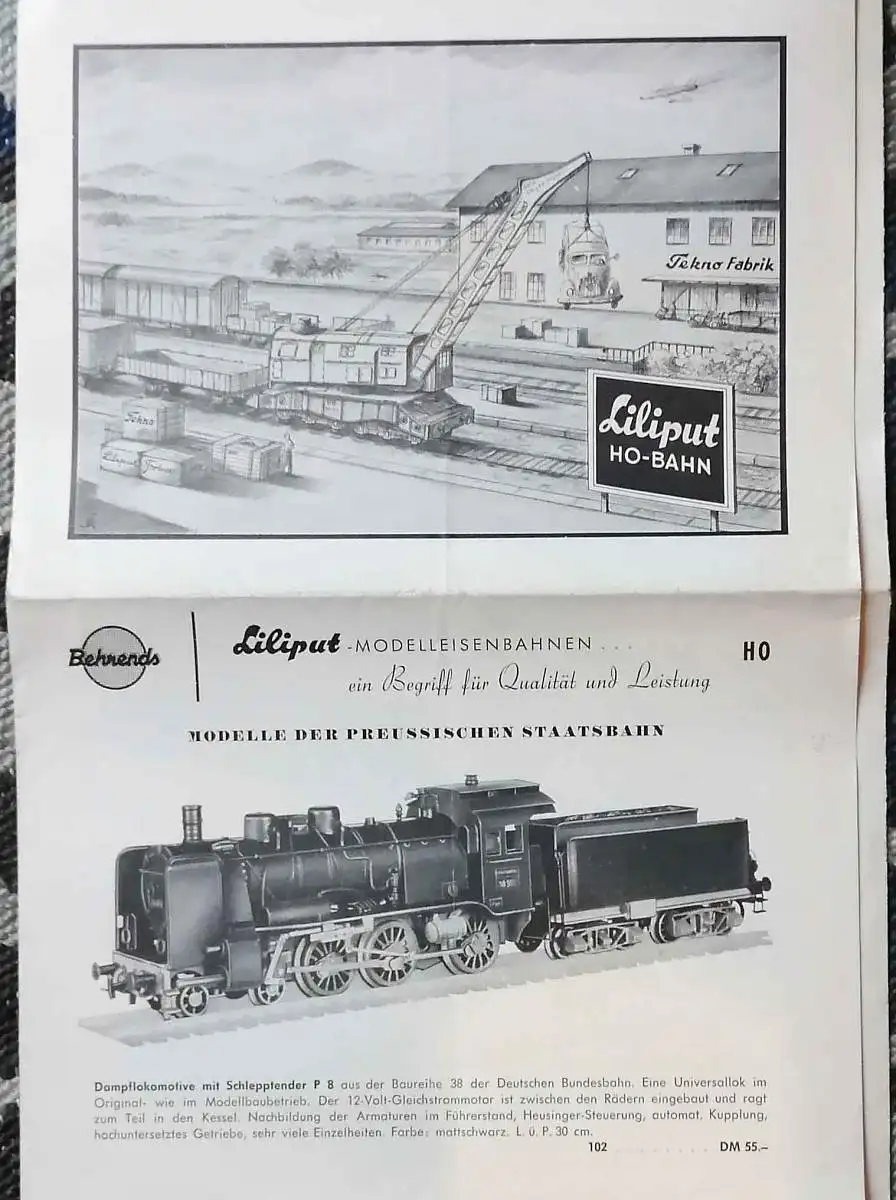 Tekno Fabrik
Liliput
HO-BAHN
Tekno
Liliput
Behrends
Liliput -MODELLEISENBAHNEN ...
HO
ein Begriff für Qualität und Leistung
MODELLE DER PREUSSISCHEN STAATSBAHN
Dampflokomotive mit Schlepptender P 8 aus der Baureihe 38 der Deutschen Bundesbahn. Eine Universallok im
Original- wie im Modellbaubetrieb. Der 12-Volt-Gleichstrommotor ist zwischen den Rädern eingebaut und ragt
zum Teil in den Kessel. Nachbildung der Armaturen im Führerstand, Heusinger-Steuerung, automat. Kupplung,
hochuntersetztes Getriebe, sehr viele Einzelheiten. Farbe: mattschwarz. L. ü. P. 30 cm.
102 . . . . . . . . DM 55.–